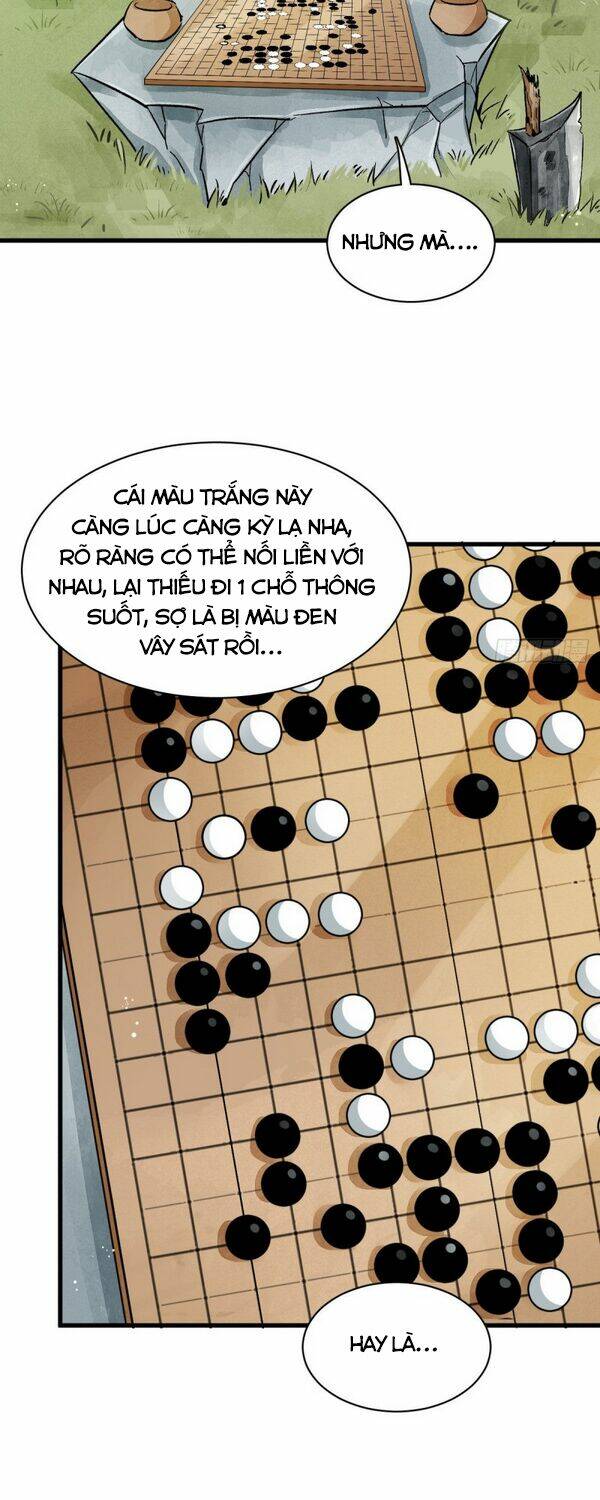 NHƯNG MÀ....
CÁI MÀU TRẮNG NÀY
CÀNG LÚC CÀNG KỲ LẠ NHA,
RÕ RÀNG CÓ THỂ NỐI LIỀN VỚI
NHAU, LẠI THIẾU ĐI 1 CHỖ THÔNG
SUỐT, SỢ LÀ BỊ MÀU ĐEN
VÂY SÁT RỒI...
HAY LÀ...